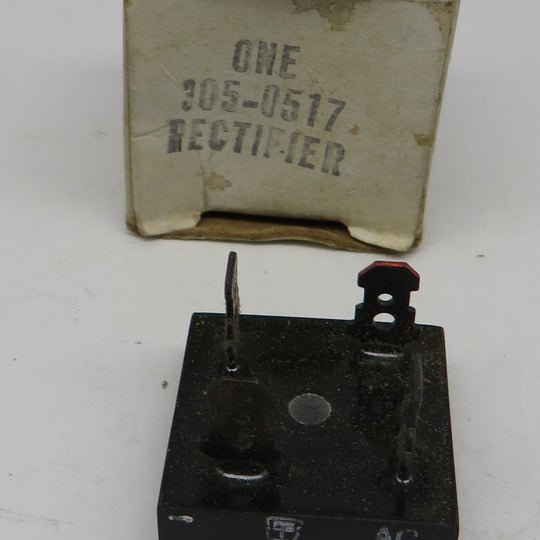 ONE
305-0517
RECTIFIER
AC